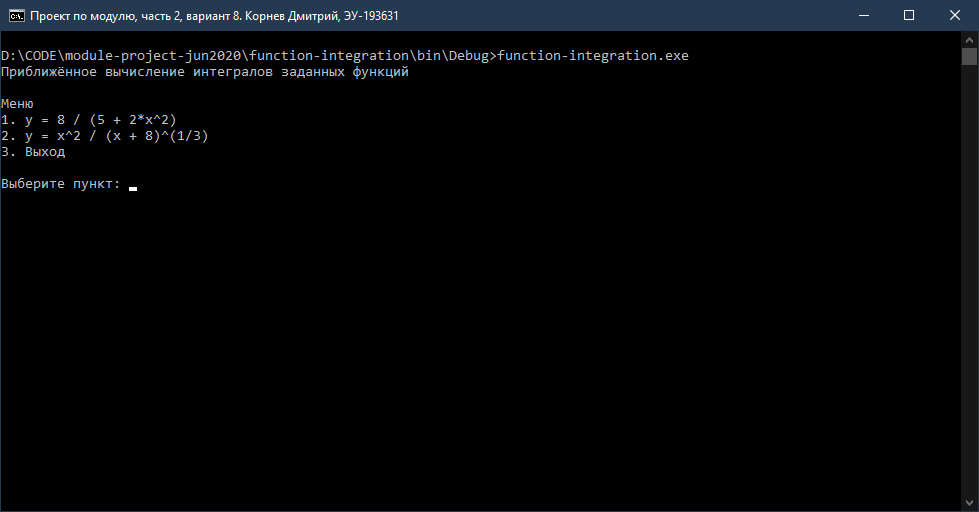 Проект по модулю, часть 2, вариант 8. Корнев Дмитрий, ЭУ-193631
D:\CODE\module-project-jun2020\function-integration\bin\Debug>function-integration.exe
Приближённое вычисление интегралов заданных функций
Меню
1. y = 8 / (5 + 2*x^2)
2. y = x^2 / (x + 8)^(1/3)
3. Выход
Выберите пункт: